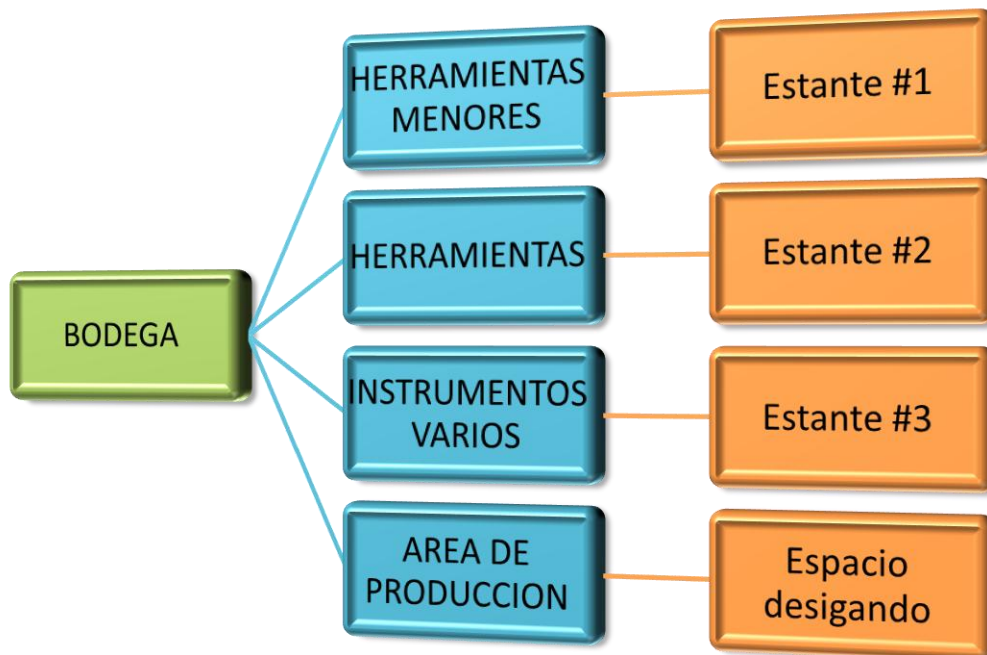 HERRAMIENTAS
MENORES
Estante #1
HERRAMIENTAS
Estante #2
BODEGA
INSTRUMENTOS
VARIOS
Estante #3
AREA DE
PRODUCCION
Espacio
desigando